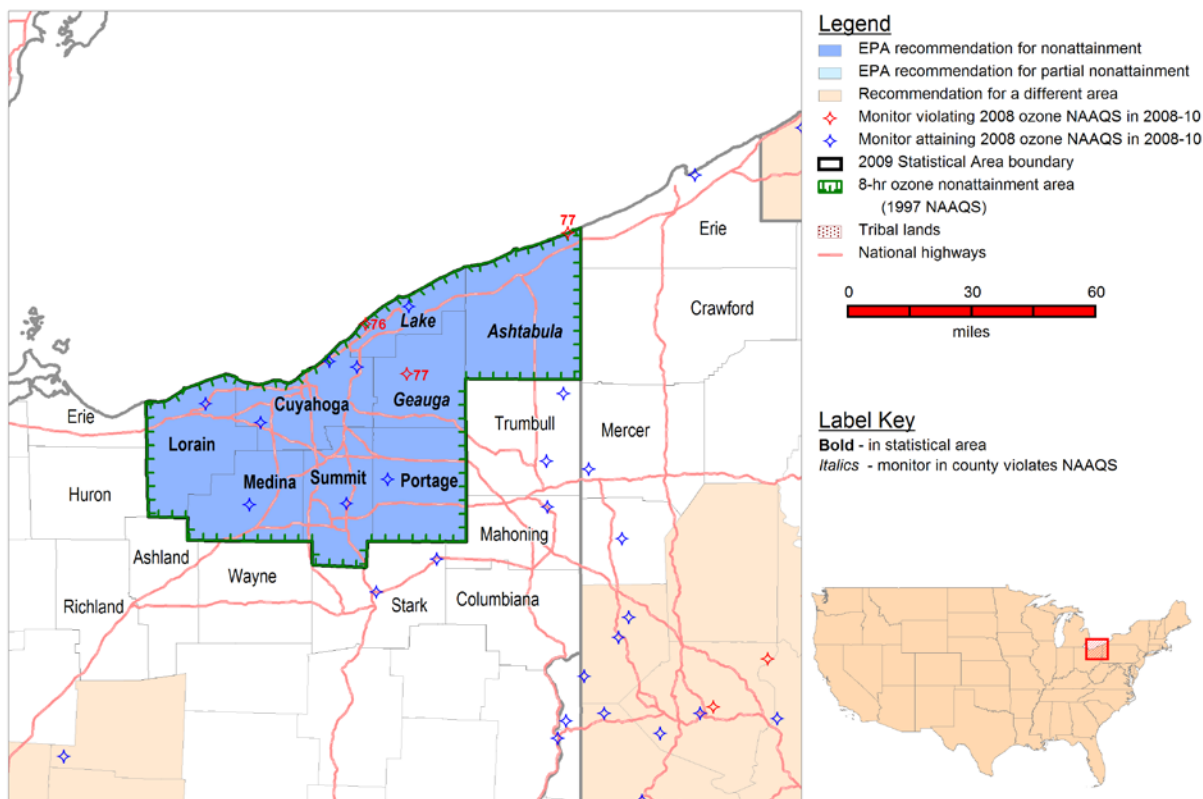 77
Erie
Crawford
76
Lake
Ashtabula
77
Geauga
Cuyahoga
Erie
Lorain
Trumbull
Mercer
Medina
Summit
Portage
Huron
Mahoning
Ashland
Wayne
Richland
Stark
Columbiana
Legend
EPA recommendation for nonattainment
EPA recommendation for partial nonattainment
Recommendation for a different area
Monitor violating 2008 ozone NAAQS in 2008-10
Monitor attaining 2008 ozone NAAQS in 2008-10
2009 Statistical Area boundary
8-hr ozone nonattainment area
(1997 NAAQS)
Tribal lands
National highways
0 30 60
miles
Label Key
Bold - in statistical area
Italics - monitor in county violates NAAQS